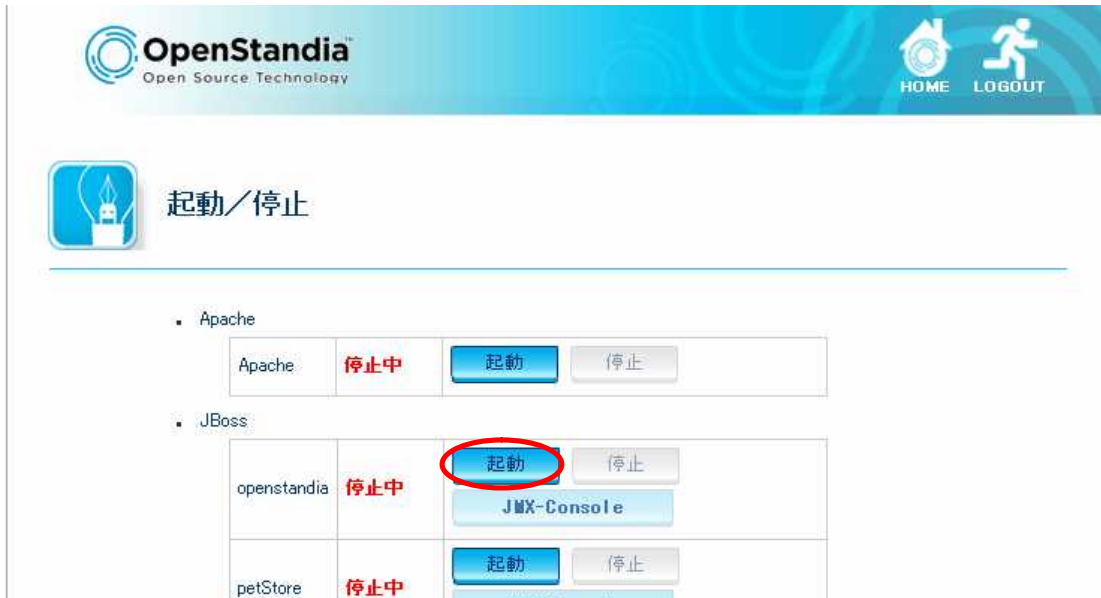 OpenStandia™
Open Source Technology
HOME LOGOUT
起動／停止
Apache
Apache 停止中 起動 停止
JBoss
openstandia 停止中 起動 停止
JMX-Console
petStore 停止中 起動 停止